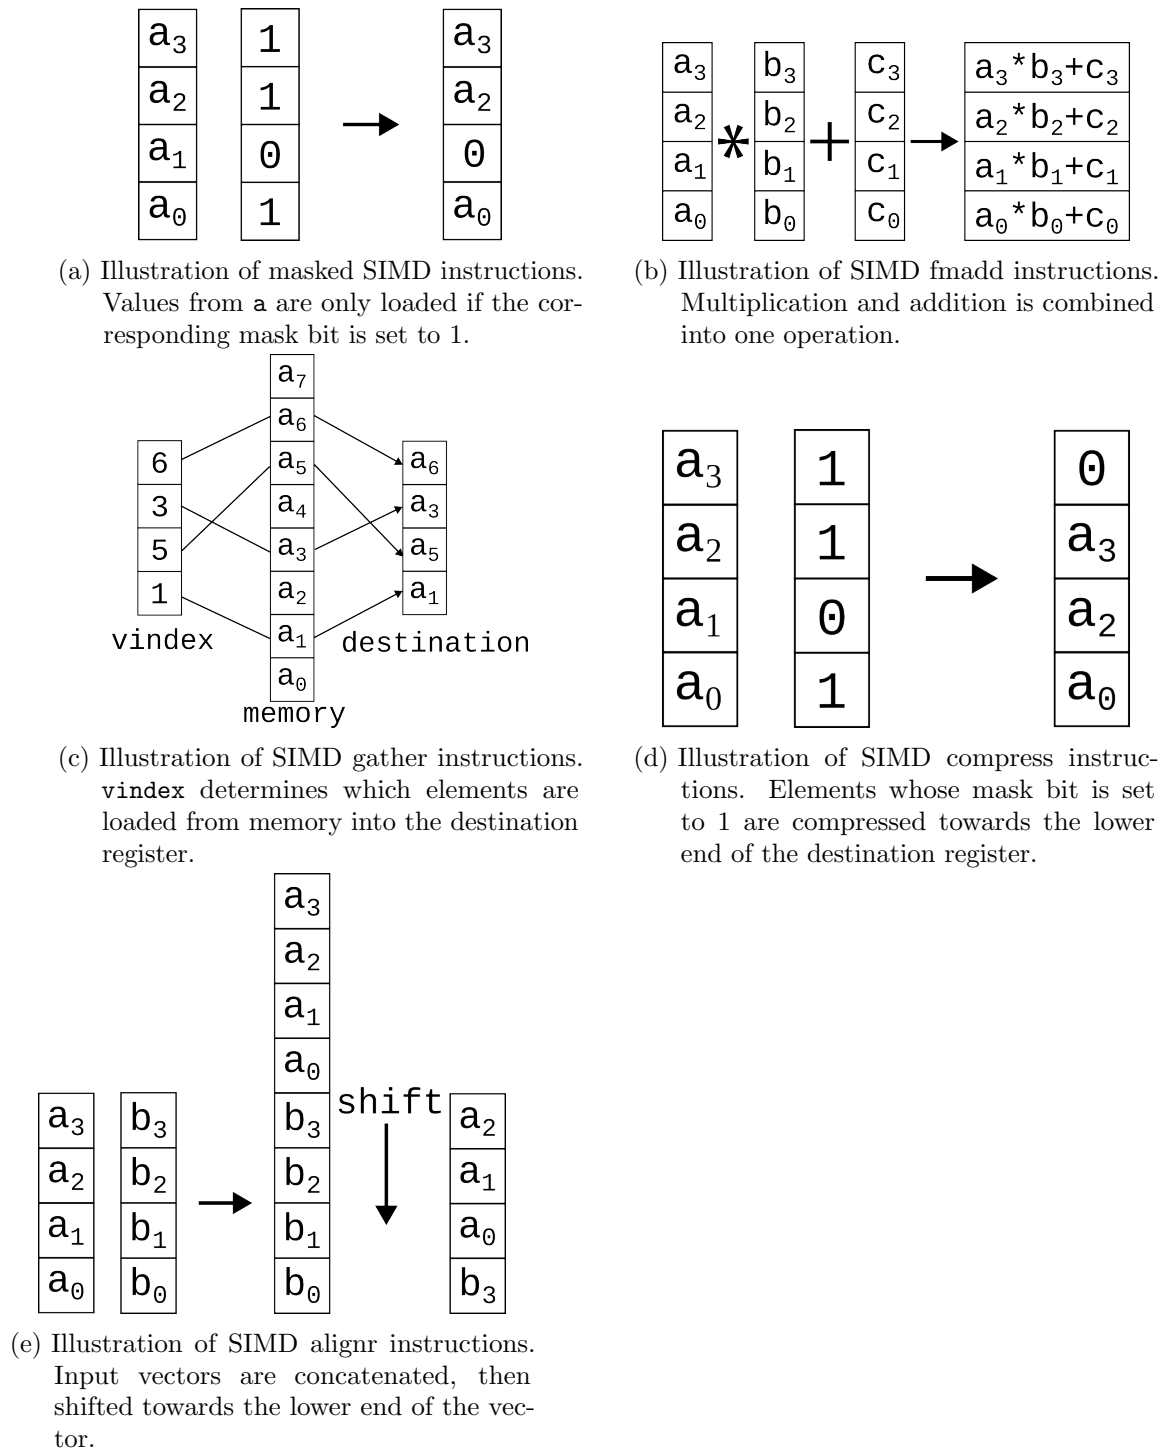 a3 1 a3
a2 1 a2
a1 0 0
a0 1 a0
(a) Illustration of masked SIMD instructions.
Values from a are only loaded if the cor-
responding mask bit is set to 1.
a3 b3 c3 a3*b3+c3
a2 b2 c2 a2*b2+c2
* +
a1 b1 c1 a1*b1+c1
a0 b0 c0 a0*b0+c0
(b) Illustration of SIMD fmadd instructions.
Multiplication and addition is combined
into one operation.
a7
a6
6 a5 a6
3 a4 a3
5 a3 a5
1 a2 a1
vindex a1 destination
a0
memory
(c) Illustration of SIMD gather instructions.
vindex determines which elements are
loaded from memory into the destination
register.
a3 1 0
a2 1 a3
a1 0 a2
a0 1 a0
(d) Illustration of SIMD compress instruc-
tions. Elements whose mask bit is set
to 1 are compressed towards the lower
end of the destination register.
a3
a2
a1
a0
shift
a3 b3 b3 a2
a2 b2 b2 a1
a1 b1 b1 a0
a0 b0 b0 b3
(e) Illustration of SIMD alignr instructions.
Input vectors are concatenated, then
shifted towards the lower end of the vec-
tor.